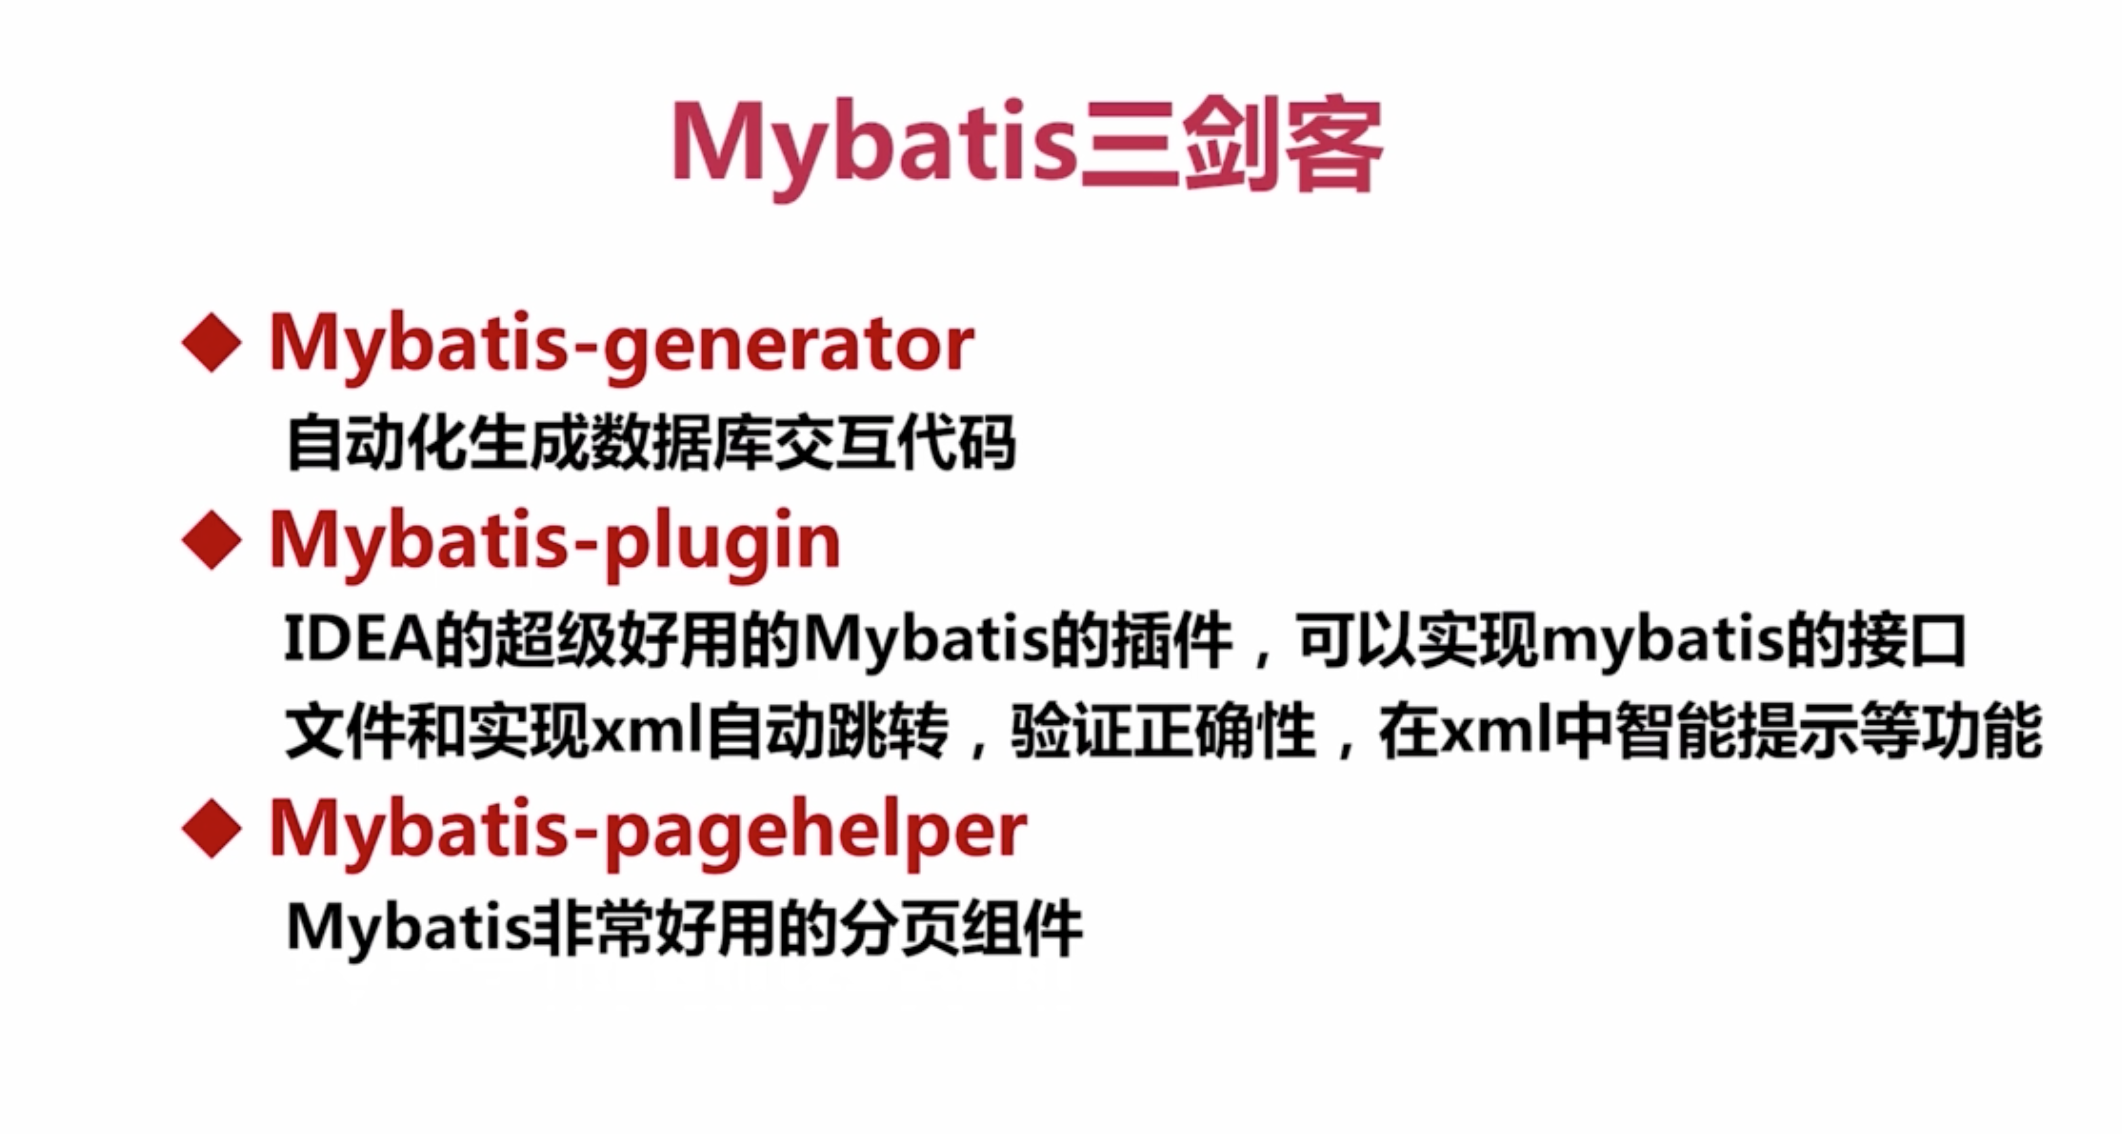 Mybatis三剑客
◆ Mybatis-generator
自动化生成数据库交互代码
◆ Mybatis-plugin
IDEA的超级好用的Mybatis的插件，可以实现mybatis的接口
文件和实现xml自动跳转，验证正确性，在xml中智能提示等功能
◆ Mybatis-pagehelper
Mybatis非常好用的分页组件